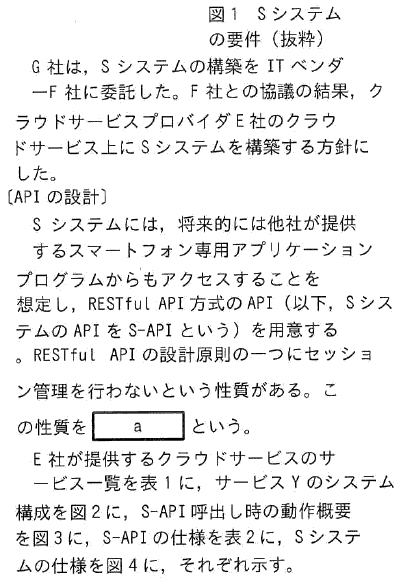 図1 Sシステム
の要件（抜粋）
G社は，Sシステムの構築をITベンダ
ーF社に委託した。F社との協議の結果，ク
ラウドサービスプロバイダE社のクラウ
ドサービス上にSシステムを構築する方針に
した。
〔APIの設計〕
S システムには，将来的には他社が提供
するスマートフォン専用アプリケーション
プログラムからもアクセスすることを
想定し，RESTful API方式のAPI（以下，Sシス
テムのAPIをS-APIという）を用意する
。RESTful APIの設計原則の一つにセッショ
ン管理を行わないという性質がある。こ
の性質を a という。
E社が提供するクラウドサービスのサ
ービス一覧を表1に，サービスYのシステム
構成を図2に，S-API呼出し時の動作概要
を図3に，S-APIの仕様を表2に，Sシステ
ムの仕様を図4に，それぞれ示す。